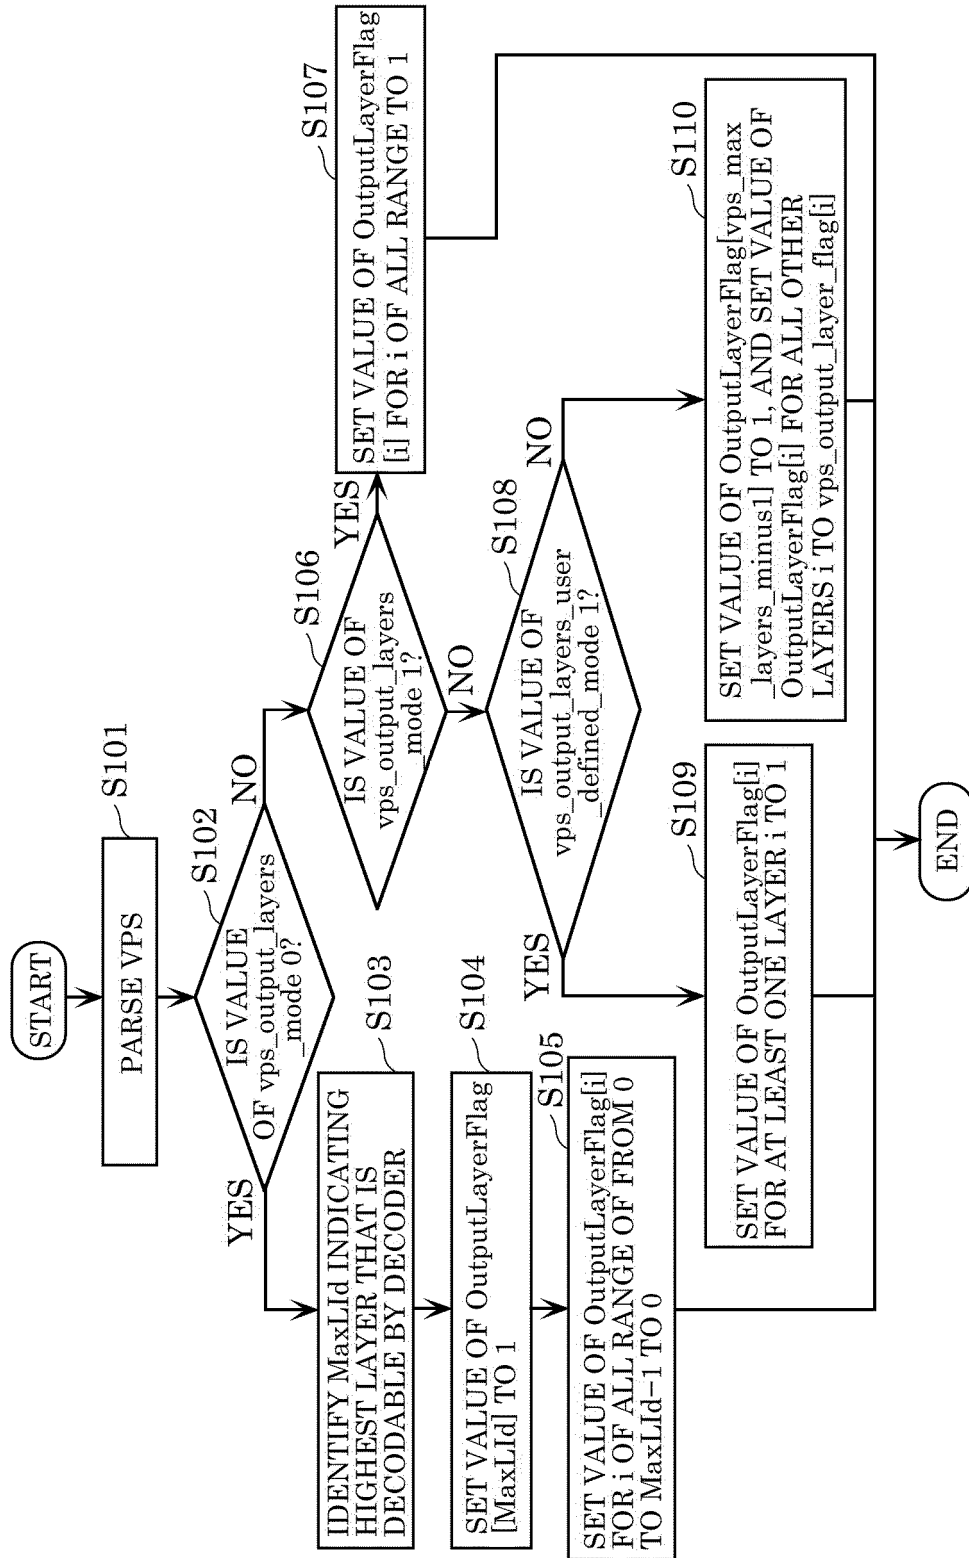 START
PARSE VPS
S101
IS VALUE
OF vps_output_layers
_mode 0?
S102
YES
NO
IDENTIFY MaxLId INDICATING
HIGHEST LAYER THAT IS
DECODABLE BY DECODER
S103
SET VALUE OF OutputLayerFlag
[MaxLId] TO 1
S104
SET VALUE OF OutputLayerFlag[i]
FOR i OF ALL RANGE OF FROM 0
TO MaxLId-1 TO 0
S105
IS VALUE OF
vps_output_layers
_mode 1?
S106
YES
NO
SET VALUE OF OutputLayerFlag
[i] FOR i OF ALL RANGE TO 1
S107
IS VALUE OF
vps_output_layers_user
_defined_mode 1?
S108
YES
NO
SET VALUE OF OutputLayerFlag[i]
FOR AT LEAST ONE LAYER i TO 1
S109
SET VALUE OF OutputLayerFlag[vps_max
_layers_minus1] TO 1, AND SET VALUE OF
OutputLayerFlag[i] FOR ALL OTHER
LAYERS i TO vps_output_layer_flag[i]
S110
END